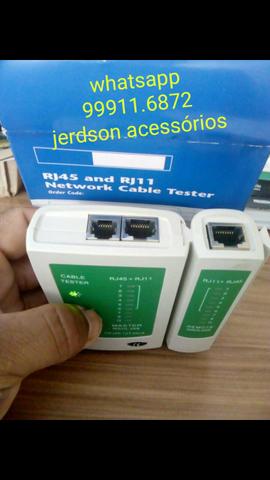 whatsapp
99911.6872
jerdson.acessórios
RJ45 and RJ11
Network Cable Tester
Order Code:
CABLE
TESTER
RJ45 + RJ11
MASTER
RJ11+ RJ45
REMOTE